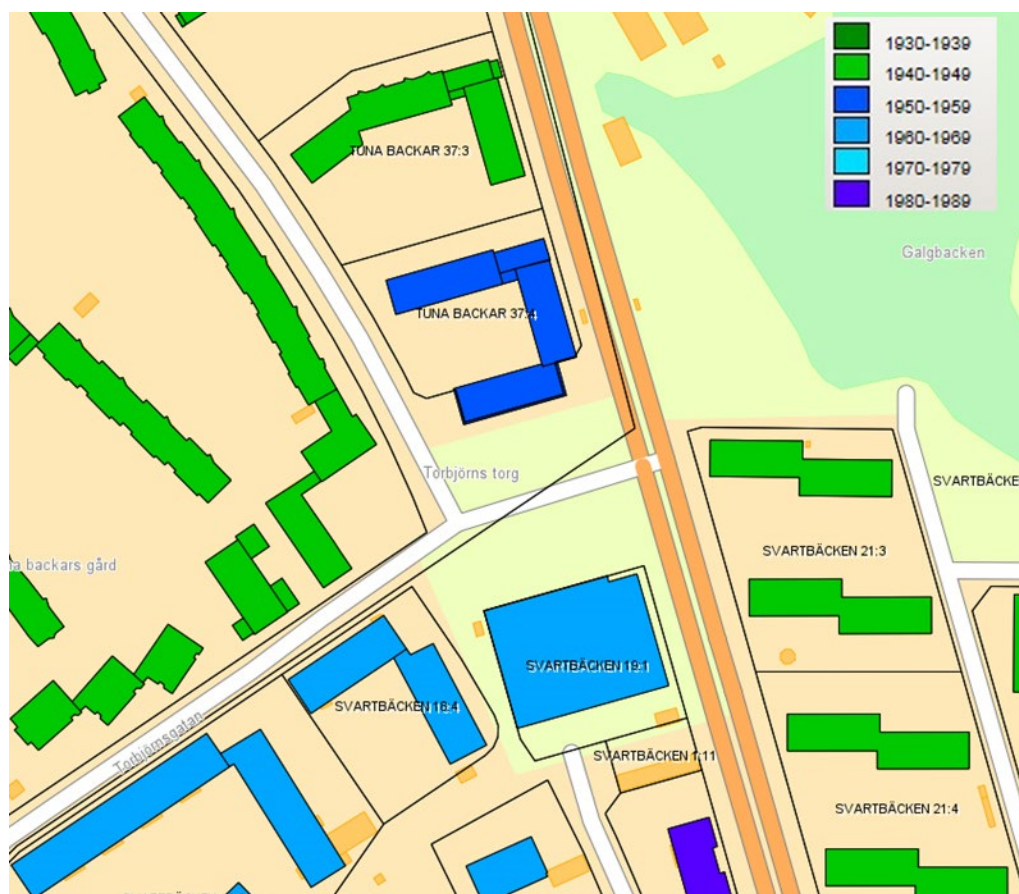 1930-1939
1940-1949
1950-1959
1960-1969
1970-1979
1980-1989
TUNA BACKAR 37:3
Galgbacken
TUNA BACKAR 37:4
Torbjörns torg
SVARTBÄCKE
SVARTBÄCKEN 21:3
a backars gård
SVARTBÄCKEN 19:1
SVARTBÄCKEN 18:4
Torbjörnsgatan
SVARTBÄCKEN 1:11
SVARTBÄCKEN 21:4